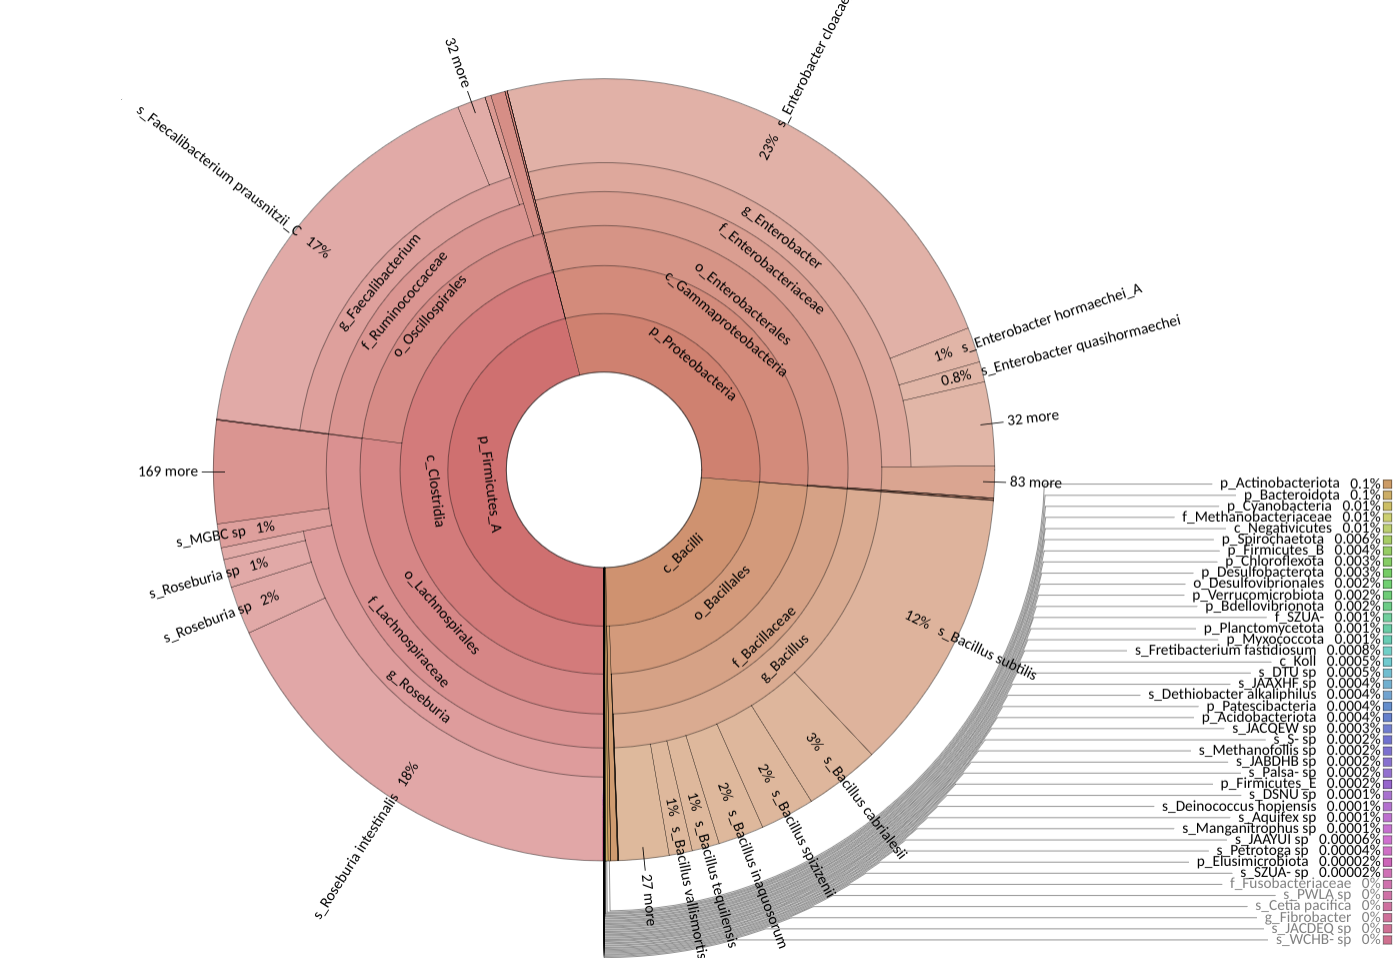 s_Enterobacter cloacae
23%
32 more
s_Faecalibacterium prausnitzii_C 17%
g_Enterobacter
f_Enterobacteriaceae
o_Enterobacterales
c_Gammaproteobacteria
p_Proteobacteria
g_Faecalibacterium
f_Ruminococcaceae
o_Oscillospirales
1% s_Enterobacter hormaechei_A
0.8% s_Enterobacter quasihormaechei
32 more
83 more
169 more
p_Firmicutes_A
c_Clostridia
s_MGBC sp 1%
s_Roseburia sp 1%
s_Roseburia sp 2%
o_Lachnospirales
f_Lachnospiraceae
g_Roseburia
s_Roseburia intestinalis 18%
c_Bacilli
o_Bacillales
f_Bacillaceae
g_Bacillus
12% s_Bacillus subtilis
3% s_Bacillus cabrialesii
2% s_Bacillus spizizenii
2% s_Bacillus inaquosorum
1% s_Bacillus tequilensis
1% s_Bacillus vallismortis
27 more
p_Actinobacteriota 0.1%
p_Bacteroidota 0.1%
p_Cyanobacteria 0.01%
f_Methanobacteriaceae 0.01%
c_Negativicutes 0.01%
p_Spirochaetota 0.006%
p_Firmicutes_B 0.004%
p_Chloroflexota 0.003%
p_Desulfobacterota 0.003%
o_Desulfovibrionales 0.002%
p_Verrucomicrobiota 0.002%
p_Bdellovibrionota 0.002%
f_SZUA- 0.001%
p_Planctomycetota 0.001%
p_Myxococcota 0.001%
s_Fretibacterium fastidiosum 0.0008%
c_Koll 0.0005%
s_DTU sp 0.0005%
s_JAAXHF sp 0.0004%
s_Dethiobacter alkaliphilus 0.0004%
p_Patescibacteria 0.0004%
p_Acidobacteriota 0.0004%
s_JACQEW sp 0.0003%
s_S- sp 0.0002%
s_Methanofollis sp 0.0002%
s_JABDHB sp 0.0002%
s_Palsa- sp 0.0002%
p_Firmicutes_E 0.0002%
s_DSNU sp 0.0001%
s_Deinococcus hopiensis 0.0001%
s_Aquifex sp 0.0001%
s_Manganitrophus sp 0.0001%
s_JAAYUI sp 0.00006%
s_Petrotoga sp 0.00004%
p_Elusimicrobiota 0.00002%
s_SZUA- sp 0.00002%
f_Fusobacteriaceae 0%
s_PWLA sp 0%
s_Cetia pacifica 0%
g_Fibrobacter 0%
s_JACDEQ sp 0%
s_WCHB- sp 0%